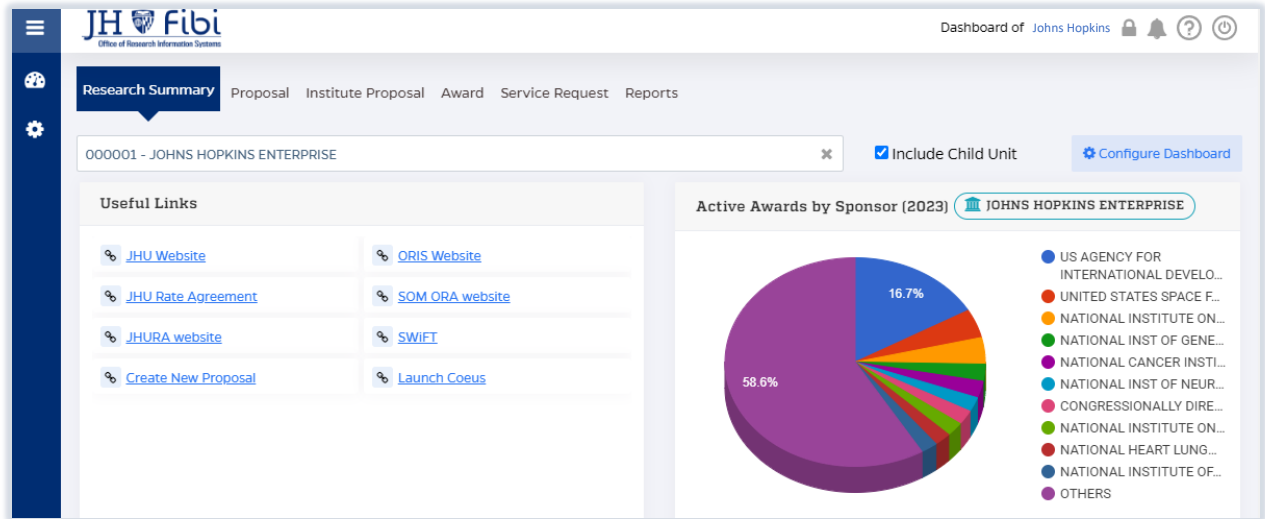 JH Fibi
Office of Research Information Systems
Dashboard of Johns Hopkins
Research Summary Proposal Institute Proposal Award Service Request Reports
000001 - JOHNS HOPKINS ENTERPRISE
Include Child Unit
Configure Dashboard
Useful Links
JHU Website
ORIS Website
JHU Rate Agreement
SOM ORA website
JHURA website
SWiFT
Create New Proposal
Launch Coeus
Active Awards by Sponsor (2023) JOHNS HOPKINS ENTERPRISE
16.7%
58.6%
US AGENCY FOR
INTERNATIONAL DEVELO...
UNITED STATES SPACE F...
NATIONAL INSTITUTE ON...
NATIONAL INST OF GENE...
NATIONAL CANCER INSTI...
NATIONAL INST OF NEUR...
CONGRESSIONALLY DIRE...
NATIONAL INSTITUTE ON...
NATIONAL HEART LUNG...
NATIONAL INSTITUTE OF...
OTHERS